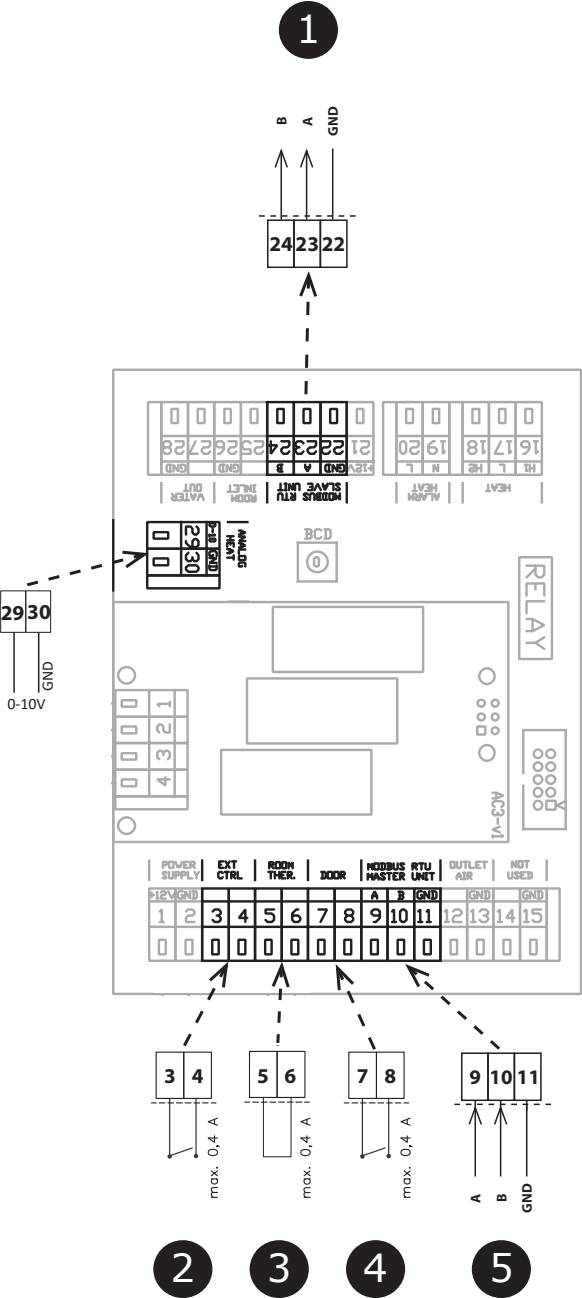 1
B A GND
24 23 22
28 27 26 25 24 23 22 21 20 19 18 17 16
GND GND B A GND +12V L N H2 L H1
WATER OUT
ROOM INLET
MODBUS RTU
SLAVE UNIT
ALARM HEAT
HEAT
29 30
0-10 GND
ANALOG
HEAT
BCD
RELAY
29 30
GND
0-10V
1
2
3
4
AC3-v1
POWER
SUPPLY
EXT
CTRL
ROOM
THER.
DOOR
MODBUS RTU
MASTER UNIT
OUTLET
AIR
NOT
USED
+12V GND A B GND GND GND
1 2 3 4 5 6 7 8 9 10 11 12 13 14 15
3 4
max. 0,4 A
5 6
max. 0,4 A
7 8
max. 0,4 A
9 10 11
A B GND
2 3 4 5